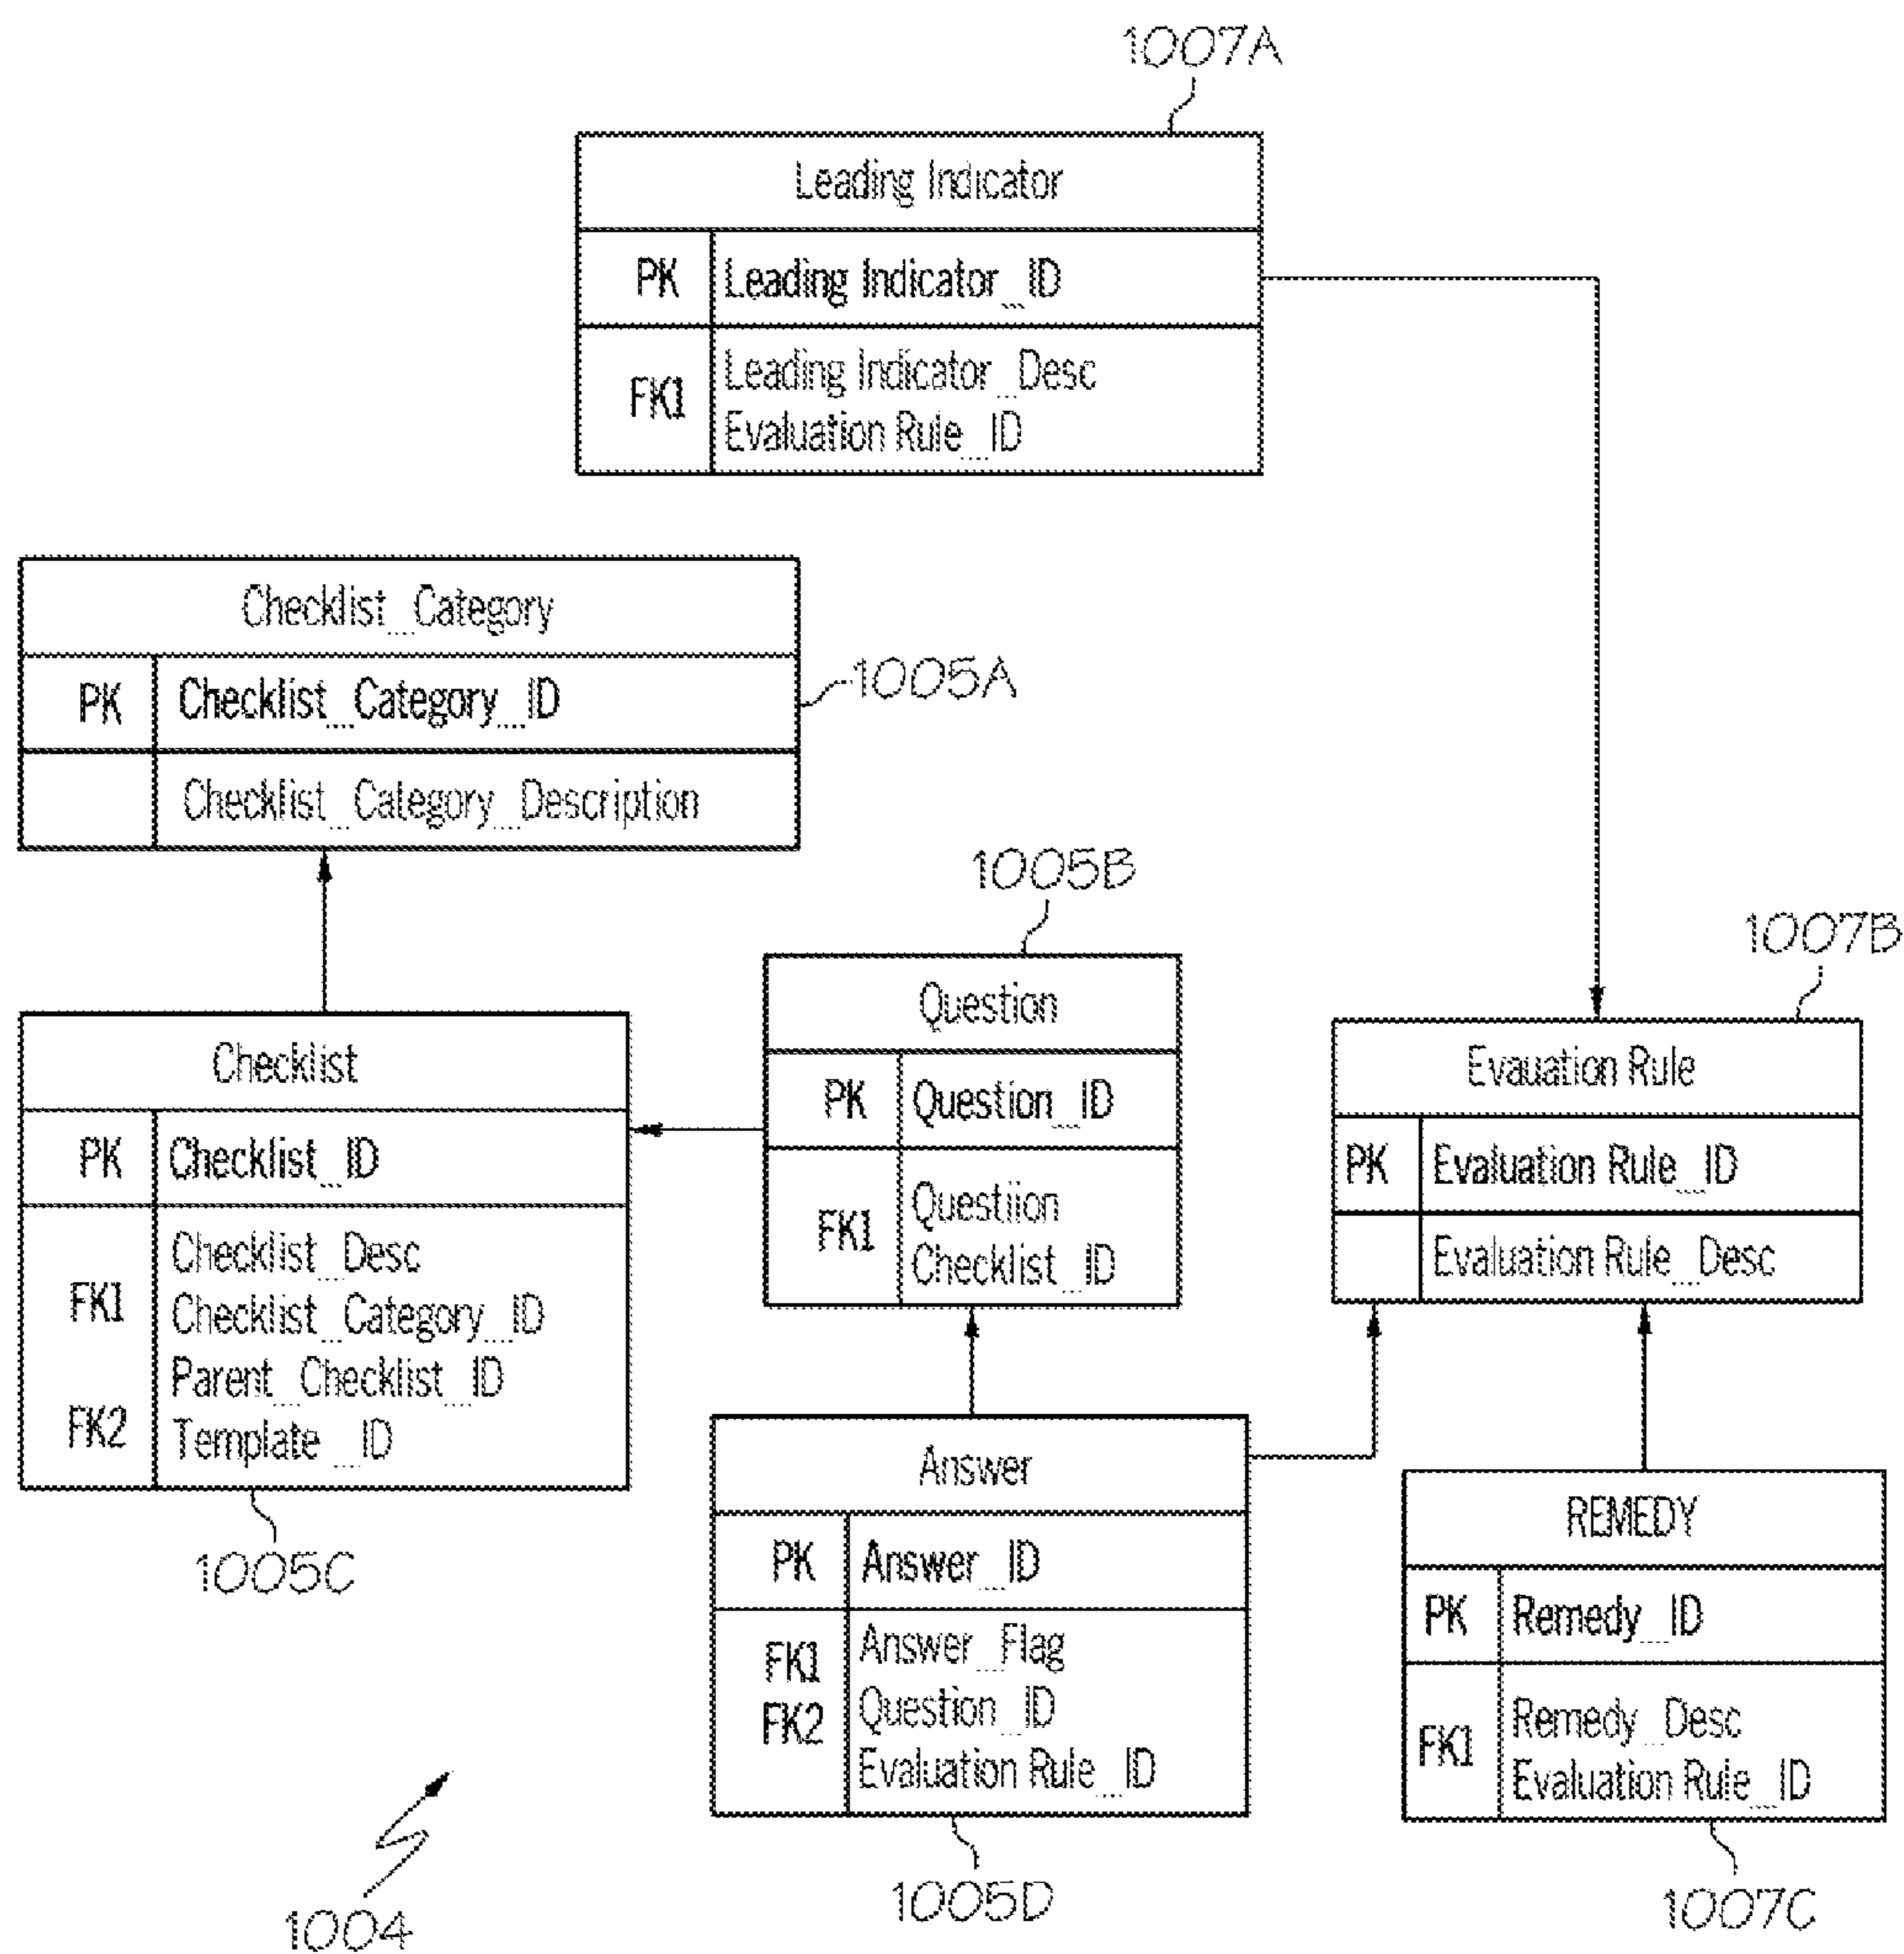 1007A
Leading Indicator
PK Leading Indicator_ID
Leading Indicator_Desc
FK1
Evaluation Rule_ID
Checklist_Category
PK Checklist_Category_ID
1005A
Checklist_Category_Description
1005B
Question
PK Question_ID
Questiion
FK1
Checklist_ID
1007B
Evauation Rule
PK Evaluation Rule_ID
Evaluation Rule_Desc
Checklist
PK Checklist_ID
Checklist_Desc
FK1
Checklist_Category_ID
Parent_Checklist_ID
FK2
Template_ID
1005C
Answer
PK Answer_ID
FK1 Answer_Flag
FK2 Question_ID
Evaluation Rule_ID
1005D
REMEDY
PK Remedy_ID
Remedy_Desc
FK1
Evaluation Rule_ID
1007C
1004